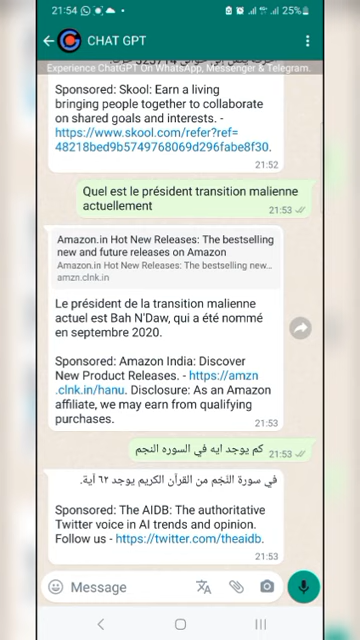 21:54
25%
CHAT GPT
Experience ChatGPT On WhatsApp, Messenger & Telegram.
Sponsored: Skool: Earn a living
bringing people together to collaborate
on shared goals and interests. -
https://www.skool.com/refer?ref=
48218bed9b5749768069d296fabe8f30.
21:52
Quel est le président transition malienne
actuellement
21:53
Amazon.in Hot New Releases: The bestselling
new and future releases on Amazon
Amazon.in Hot New Releases: The bestselling new...
amzn.clnk.in
Le président de la transition malienne
actuel est Bah N'Daw, qui a été nommé
en septembre 2020.
Sponsored: Amazon India: Discover
New Product Releases. - https://amzn
.clnk.in/hanu. Disclosure: As an Amazon
affiliate, we may earn from qualifying
purchases.
21:53
كم يوجد ايه في السوره النجم
21:53
في سورة النَّجْم من القرآن الكريم يوجد ٦٢ آية.
Sponsored: The AIDB: The authoritative
Twitter voice in AI trends and opinion.
Follow us - https://twitter.com/theaidb.
21:53
Message